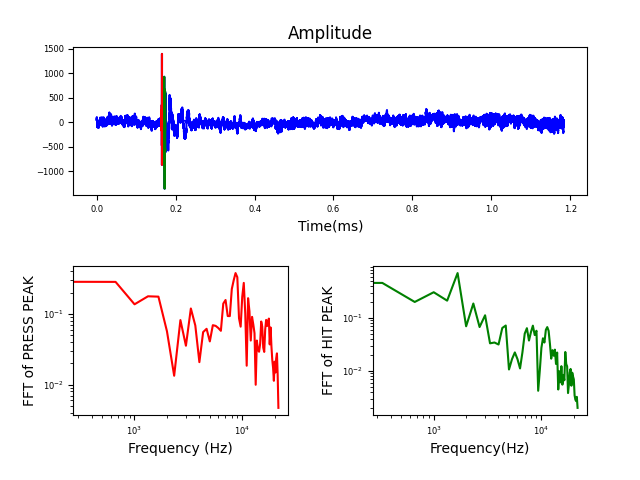 Amplitude
1500
1000
500
0
−500
−1000
0.0 0.2 0.4 0.6 0.8 1.0 1.2
Time(ms)
FFT of PRESS PEAK
10⁻¹
10⁻²
10³ 10⁴
Frequency (Hz)
FFT of HIT PEAK
10⁻¹
10⁻²
10³ 10⁴
Frequency(Hz)